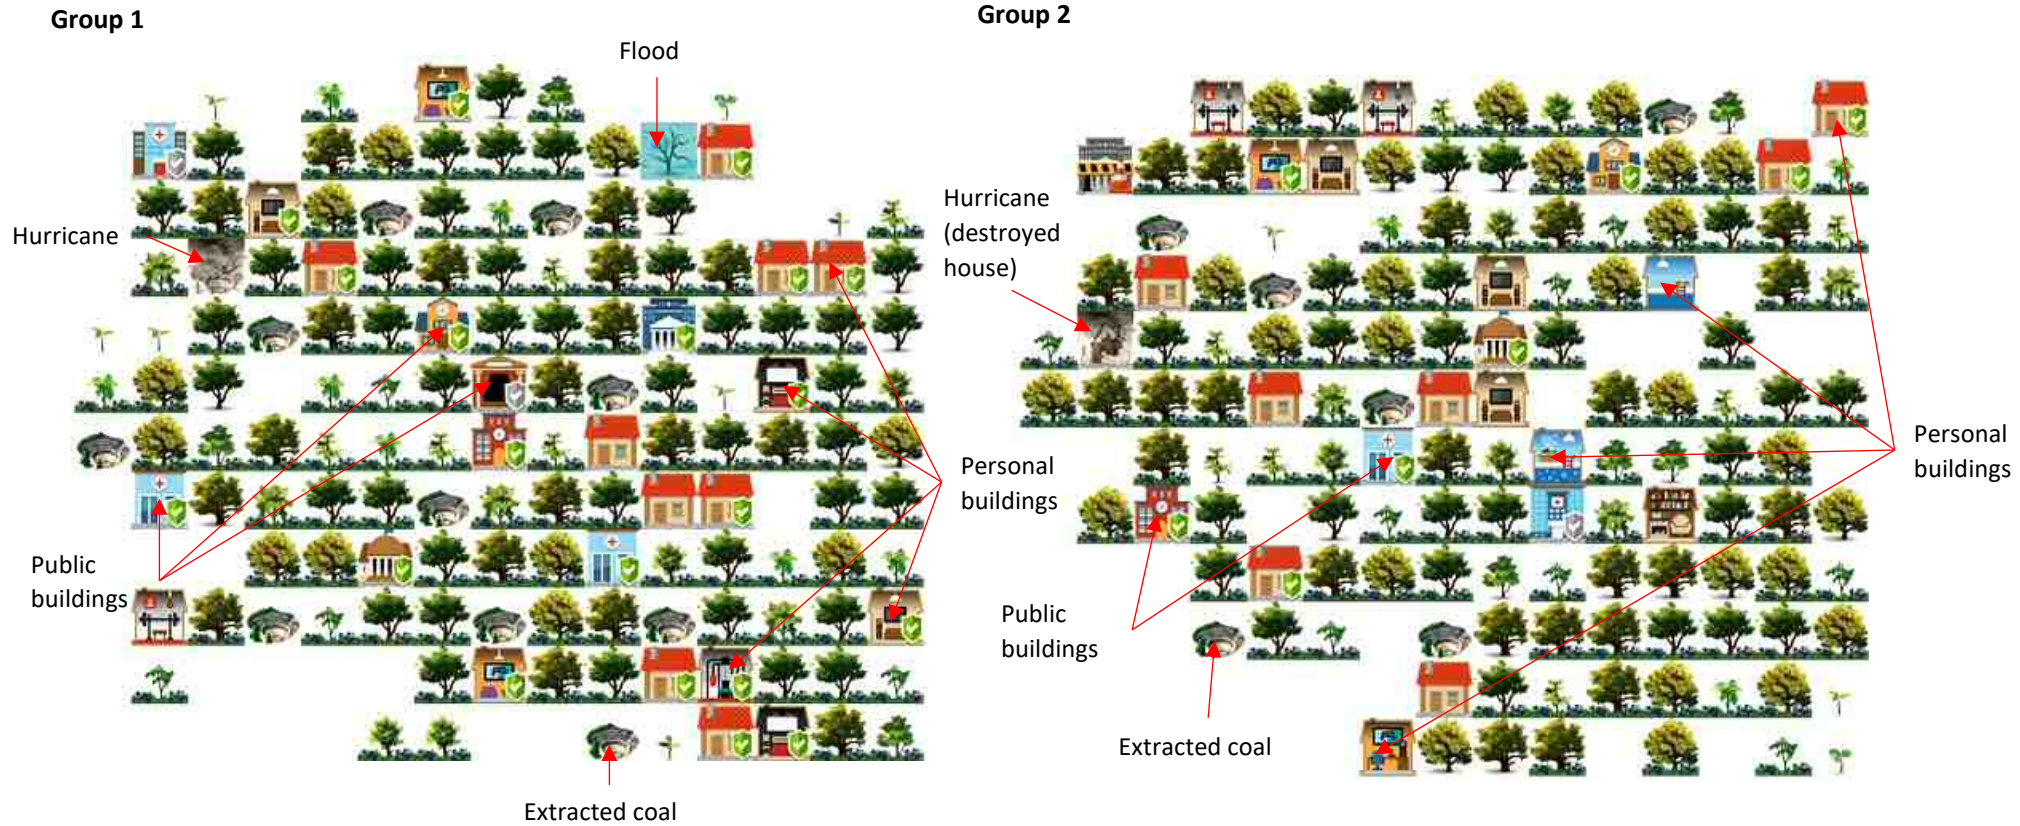 Group 1
Group 2
Flood
Hurricane
Hurricane
(destroyed
house)
Personal
buildings
Personal
buildings
Public
buildings
Public
buildings
Extracted coal
Extracted coal